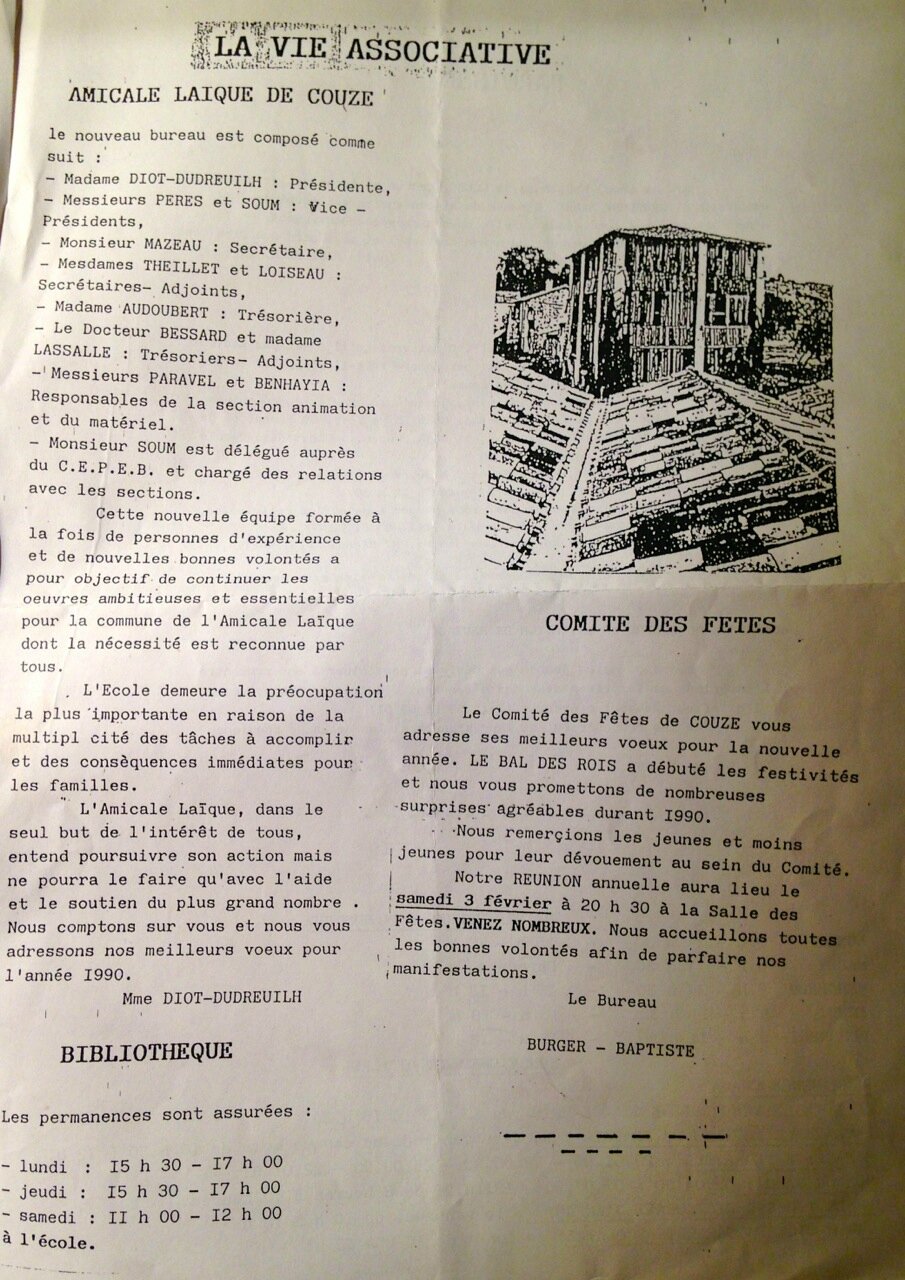 LA VIE ASSOCIATIVE
AMICALE LAIQUE DE COUZE
le nouveau bureau est composé comme
suit :
- Madame DIOT-DUDREUILH : Présidente,
- Messieurs PERES et SOUM : Vice -
Présidents,
- Monsieur MAZEAU : Secrétaire,
- Mesdames THEILLET et LOISEAU :
Secrétaires- Adjoints,
- Madame AUDOUBERT : Trésorière,
- Le Docteur BESSARD et madame
LASSALLE : Trésoriers- Adjoints,
- Messieurs PARAVEL et BENHAYIA :
Responsables de la section animation
et du matériel.
- Monsieur SOUM est délégué auprès
du C.E.P.E.B. et chargé des relations
avec les sections.
Cette nouvelle équipe formée à
la fois de personnes d'expérience
et de nouvelles bonnes volontés a
pour objectif de continuer les
oeuvres ambitieuses et essentielles
pour la commune de l'Amicale Laïque
dont la nécessité est reconnue par
tous.
L'Ecole demeure la préocupation
la plus importante en raison de la
multipl cité des tâches à accomplir
et des consèquences immédiates pour
les familles.
L'Amicale Laïque, dans le
seul but de l'intérêt de tous,
entend poursuivre son action mais
ne pourra le faire qu'avec l'aide
et le soutien du plus grand nombre .
Nous comptons sur vous et nous vous
adressons nos meilleurs voeux pour
l'année I990.
Mme DIOT-DUDREUILH
BIBLIOTHEQUE
Les permanences sont assurées :
- lundi : I5 h 30 - I7 h 00
- jeudi : I5 h 30 - I7 h 00
- samedi : II h 00 - I2 h 00
à l'école.
COMITE DES FETES
Le Comité des Fêtes de COUZE vous
adresse ses meilleurs voeux pour la nouvelle
année. LE BAL DES ROIS a débuté les festivités
et nous vous promettons de nombreuses
surprises agréables durant I990.
Nous remerçions les jeunes et moins
jeunes pour leur dévouement au sein du Comité.
Notre REUNION annuelle aura lieu le
samedi 3 février à 20 h 30 à la Salle des
Fêtes.VENEZ NOMBREUX. Nous accueillons toutes
les bonnes volontés afin de parfaire nos
manifestations.
Le Bureau
BURGER - BAPTISTE